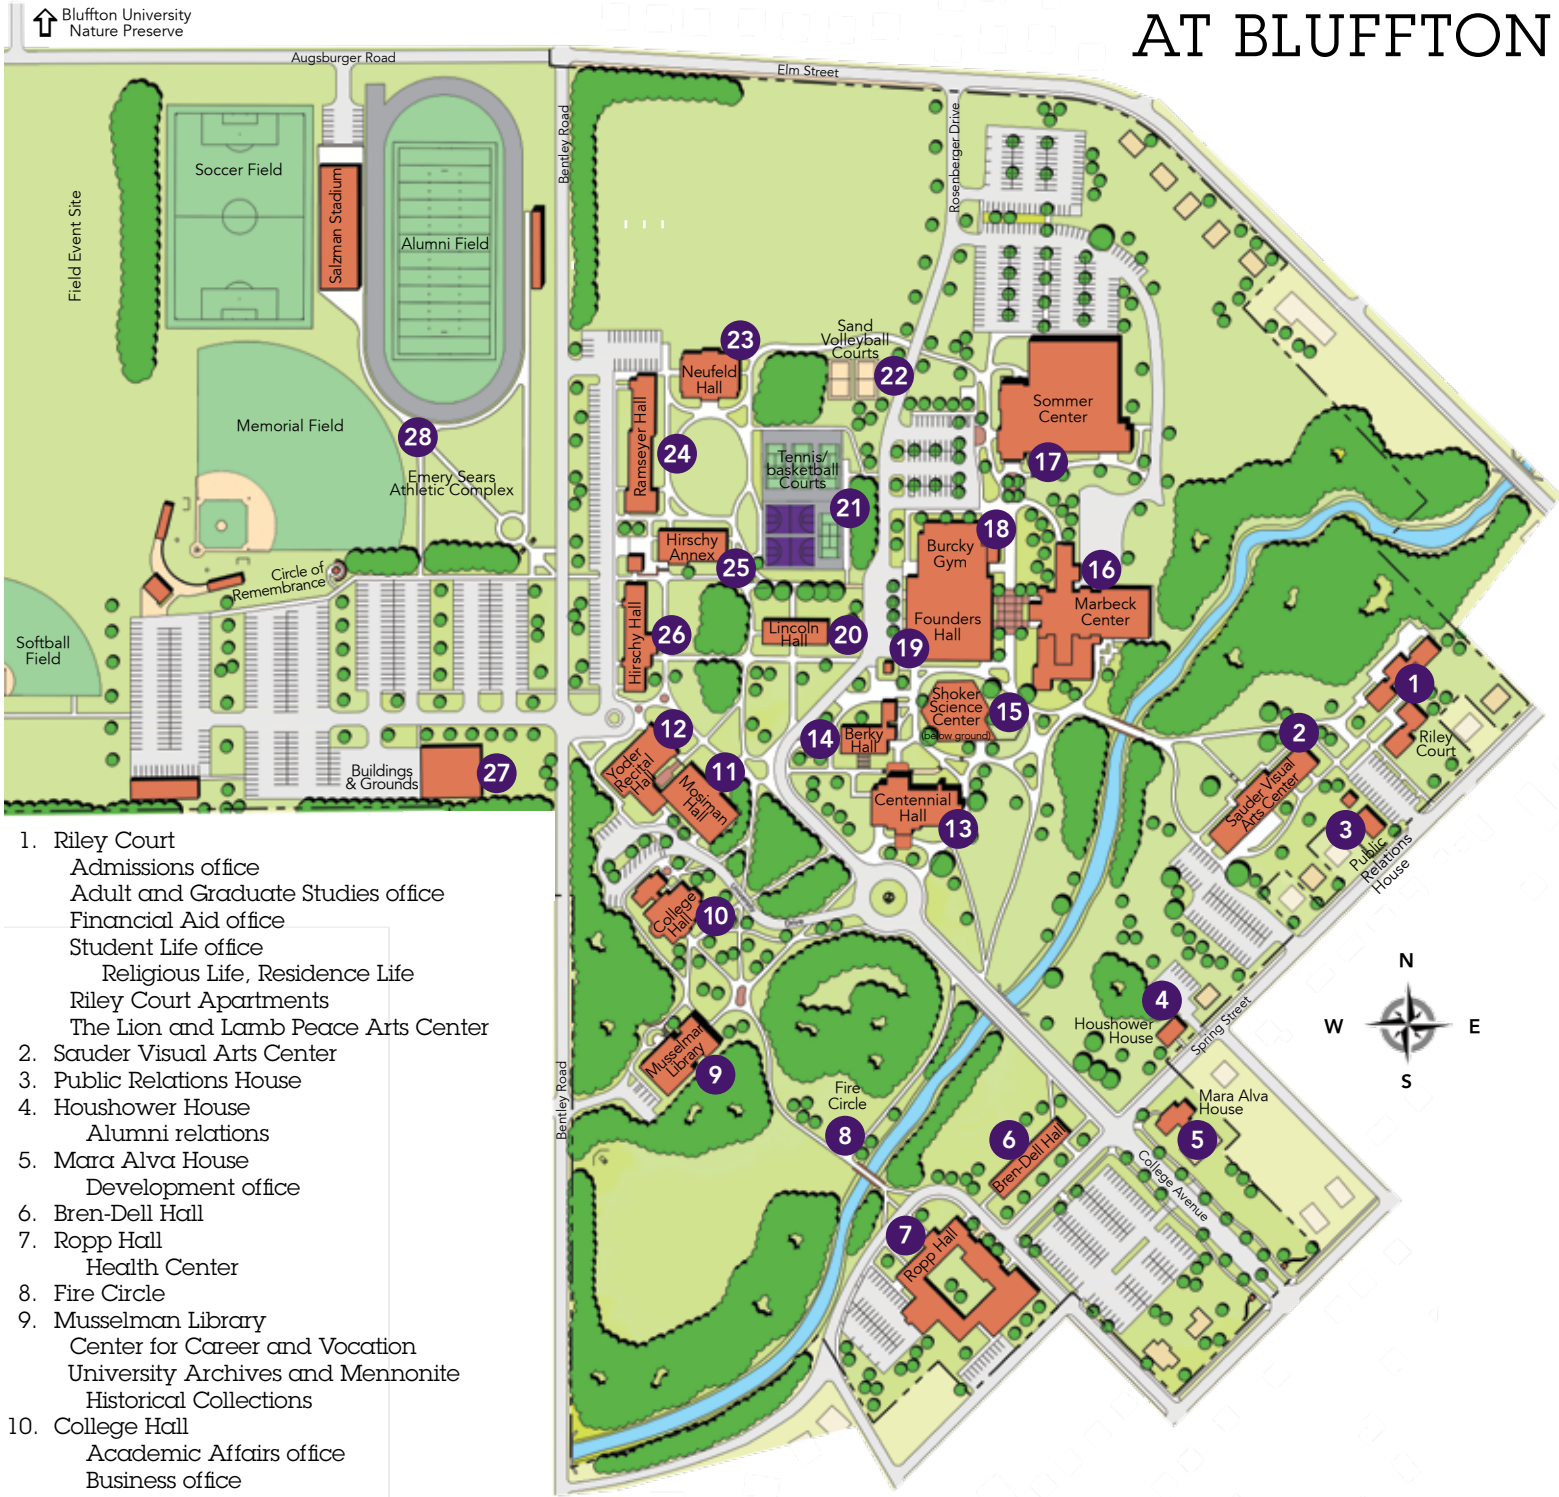 AT BLUFFTON
Bluffton University
Nature Preserve
Augsburger Road
Elm Street
Bentley Road
Rosenberger Drive
Field Event Site
Soccer Field
Salzman Stadium
Alumni Field
Sand
Volleyball
Courts
22
23
Neufeld
Hall
Ramseyer Hall
24
Sommer
Center
17
Memorial Field
28
Emery Sears
Athletic Complex
Tennis/
basketball
Courts
21
18
Burcky
Gym
Hirschy
Annex
25
16
Marbeck
Center
Circle of
Remembrance
Softball
Field
Hirschy Hall
26
Lincoln
Hall
20
Founders
Hall
19
1
Riley
Court
Shoker
Science
Center
(below ground)
15
14
Berky
Hall
12
Yoder
Recital
Hall
11
Mosiman
Hall
2
Sauder Visual
Arts Center
Buildings
& Grounds
27
Centennial
Hall
13
3
Public
Relations
House
10
College
Hall
4
Houshower
House
Spring Street
N
W
E
S
Musselman
Library
9
Bentley Road
Fire
Circle
8
6
Bren-Dell Hall
Mara Alva
House
5
College Avenue
7
Ropp Hall
1. Riley Court
Admissions office
Adult and Graduate Studies office
Financial Aid office
Student Life office
Religious Life, Residence Life
Riley Court Apartments
The Lion and Lamb Peace Arts Center
2. Sauder Visual Arts Center
3. Public Relations House
4. Houshower House
Alumni relations
5. Mara Alva House
Development office
6. Bren-Dell Hall
7. Ropp Hall
Health Center
8. Fire Circle
9. Musselman Library
Center for Career and Vocation
University Archives and Mennonite
Historical Collections
10. College Hall
Academic Affairs office
Business office